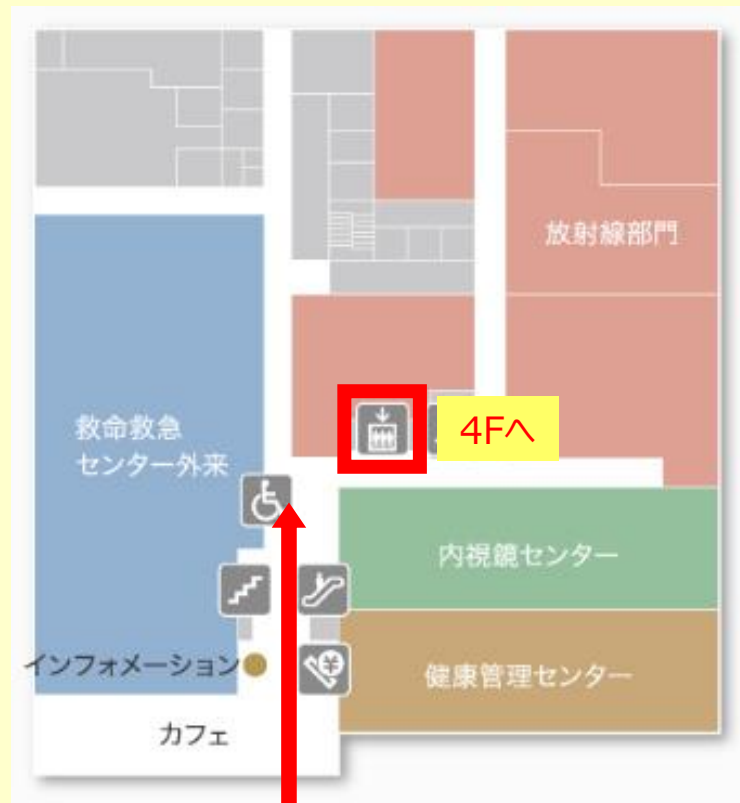 放射線部門
救命救急
センター外来
4Fへ
内視鏡センター
インフォメーション
健康管理センター
カフェ